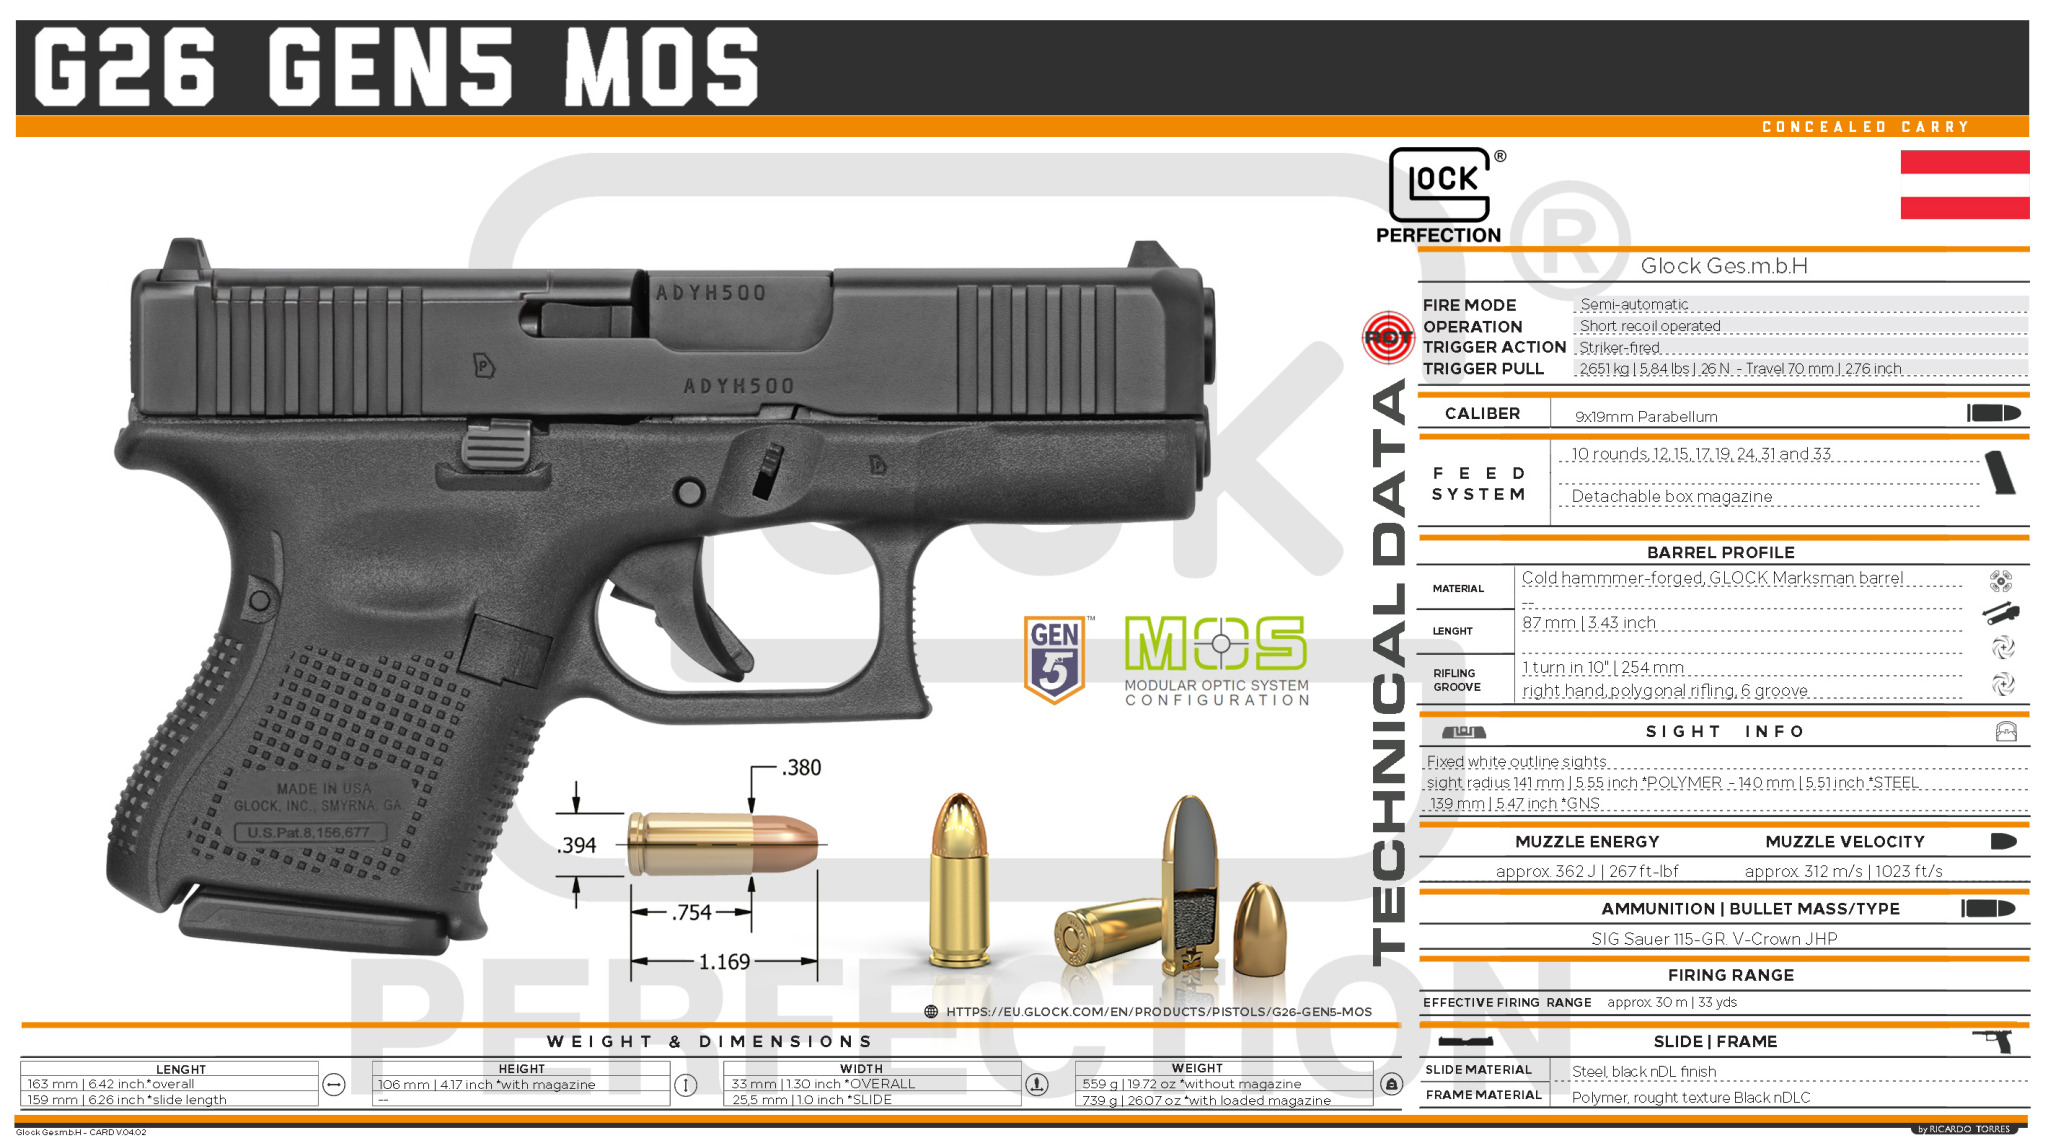 G26 GEN5 MOS
CONCEALED CARRY
GLOCK ®
PERFECTION
®
Glock Ges.m.b.H
FIRE MODE Semi-automatic
OPERATION Short recoil operated
TRIGGER ACTION Striker-fired
TRIGGER PULL 2,651 kg | 5,84 lbs | 26 N - Travel 70 mm | 2.76 inch
RDT
TECHNICAL DATA
CALIBER 9x19mm Parabellum
FEED SYSTEM
10 rounds, 12, 15, 17, 19, 24, 31 and 33
Detachable box magazine
BARREL PROFILE
MATERIAL Cold hammmer-forged, GLOCK Marksman barrel
--
LENGHT 87 mm | 3.43 inch
RIFLING GROOVE
1 turn in 10" | 254 mm
right hand, polygonal rifling, 6 groove
SIGHT INFO
Fixed white outline sights
sight radius 141 mm | 5.55 inch *POLYMER - 140 mm | 5.51 inch *STEEL
139 mm | 5.47 inch *GNS
MUZZLE ENERGY MUZZLE VELOCITY
approx. 362 J | 267 ft-lbf approx. 312 m/s | 1023 ft/s
AMMUNITION | BULLET MASS/TYPE
SIG Sauer 115-GR. V-Crown JHP
FIRING RANGE
EFFECTIVE FIRING RANGE approx. 30 m | 33 yds
SLIDE | FRAME
SLIDE MATERIAL Steel, black nDL finish
FRAME MATERIAL Polymer, rought texture Black nDLC
ADYH500
P
ADYH500
P
MADE IN USA
GLOCK, INC., SMYRNA, GA.
U.S.Pat.8,156,677
GEN 5 ™
MOS
MODULAR OPTIC SYSTEM
CONFIGURATION
.380
.394
.754
1.169
PERFECTION
HTTPS://EU.GLOCK.COM/EN/PRODUCTS/PISTOLS/G26-GEN5-MOS
WEIGHT & DIMENSIONS
LENGHT
163 mm | 6.42 inch *overall
159 mm | 6.26 inch *slide length
HEIGHT
106 mm | 4.17 inch *with magazine
--
WIDTH
33 mm | 1.30 inch *OVERALL
25,5 mm | 1.0 inch *SLIDE
WEIGHT
559 g | 19.72 oz *without magazine
739 g | 26.07 oz *with loaded magazine
Glock Ges.m.b.H - CARD V.04.02
by RICARDO TORRES